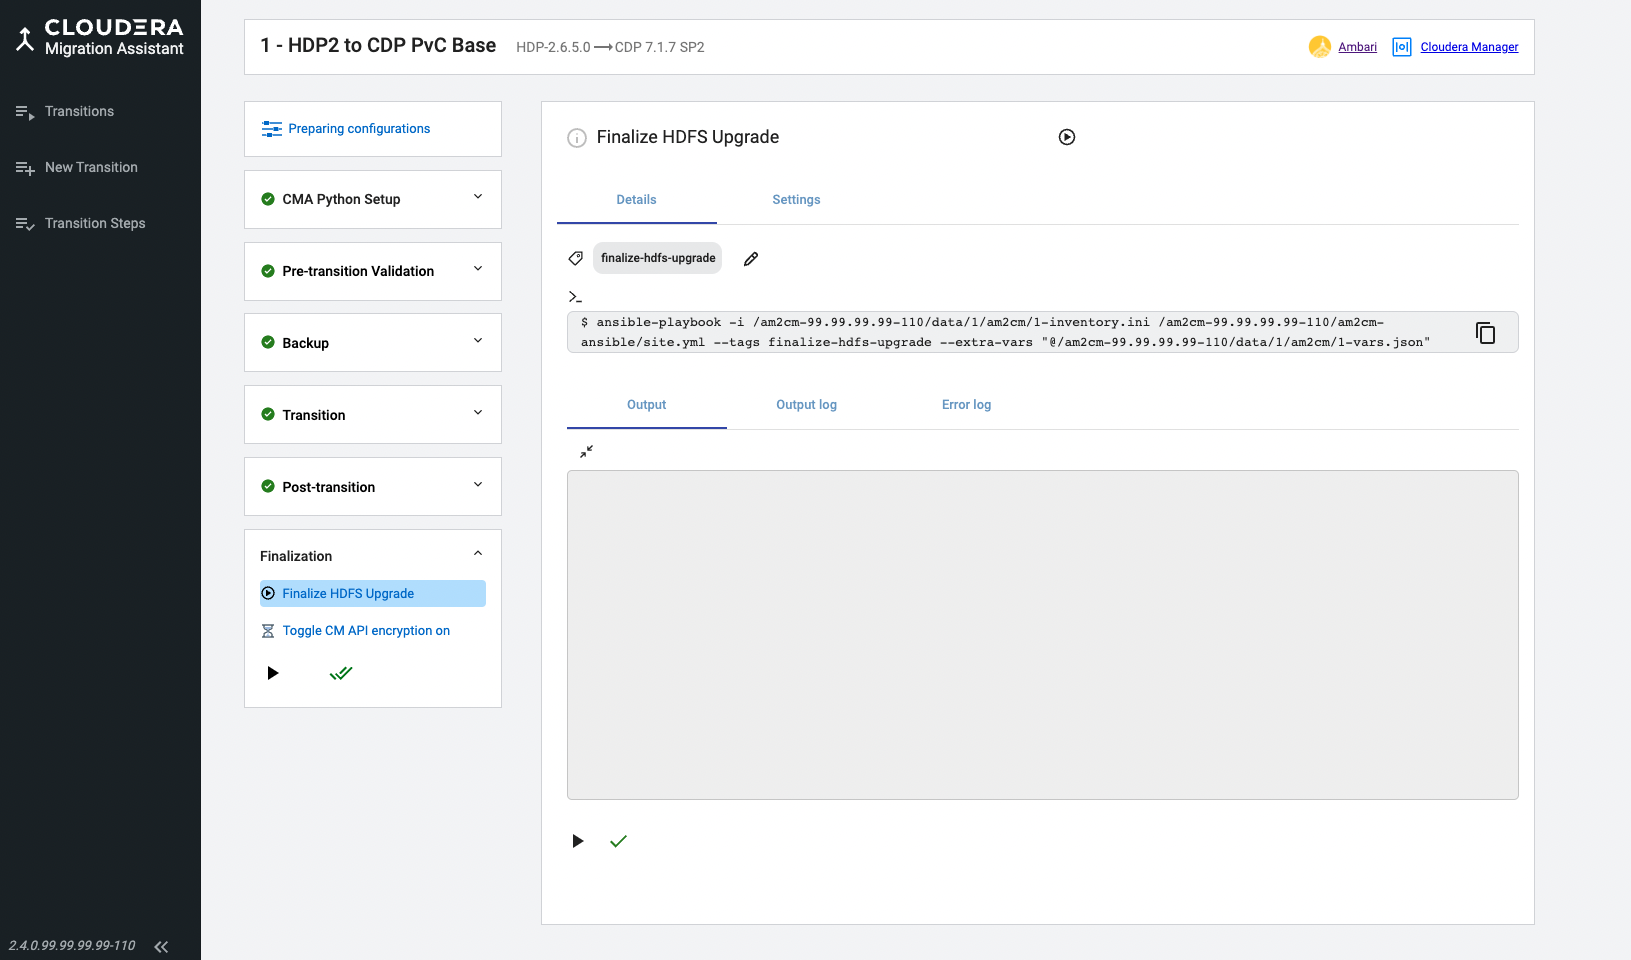 CLOUDERA
Migration Assistant
Transitions
New Transition
Transition Steps
2.4.0.99.99.99.99-110
1 - HDP2 to CDP PvC Base
HDP-2.6.5.0 → CDP 7.1.7 SP2
Ambari
Cloudera Manager
Preparing configurations
CMA Python Setup
Pre-transition Validation
Backup
Transition
Post-transition
Finalization
Finalize HDFS Upgrade
Toggle CM API encryption on
Finalize HDFS Upgrade
Details
Settings
finalize-hdfs-upgrade
$ ansible-playbook -i /am2cm-99.99.99.99-110/data/1/am2cm/1-inventory.ini /am2cm-99.99.99.99-110/am2cm-
ansible/site.yml --tags finalize-hdfs-upgrade --extra-vars "@/am2cm-99.99.99.99-110/data/1/am2cm/1-vars.json"
Output
Output log
Error log